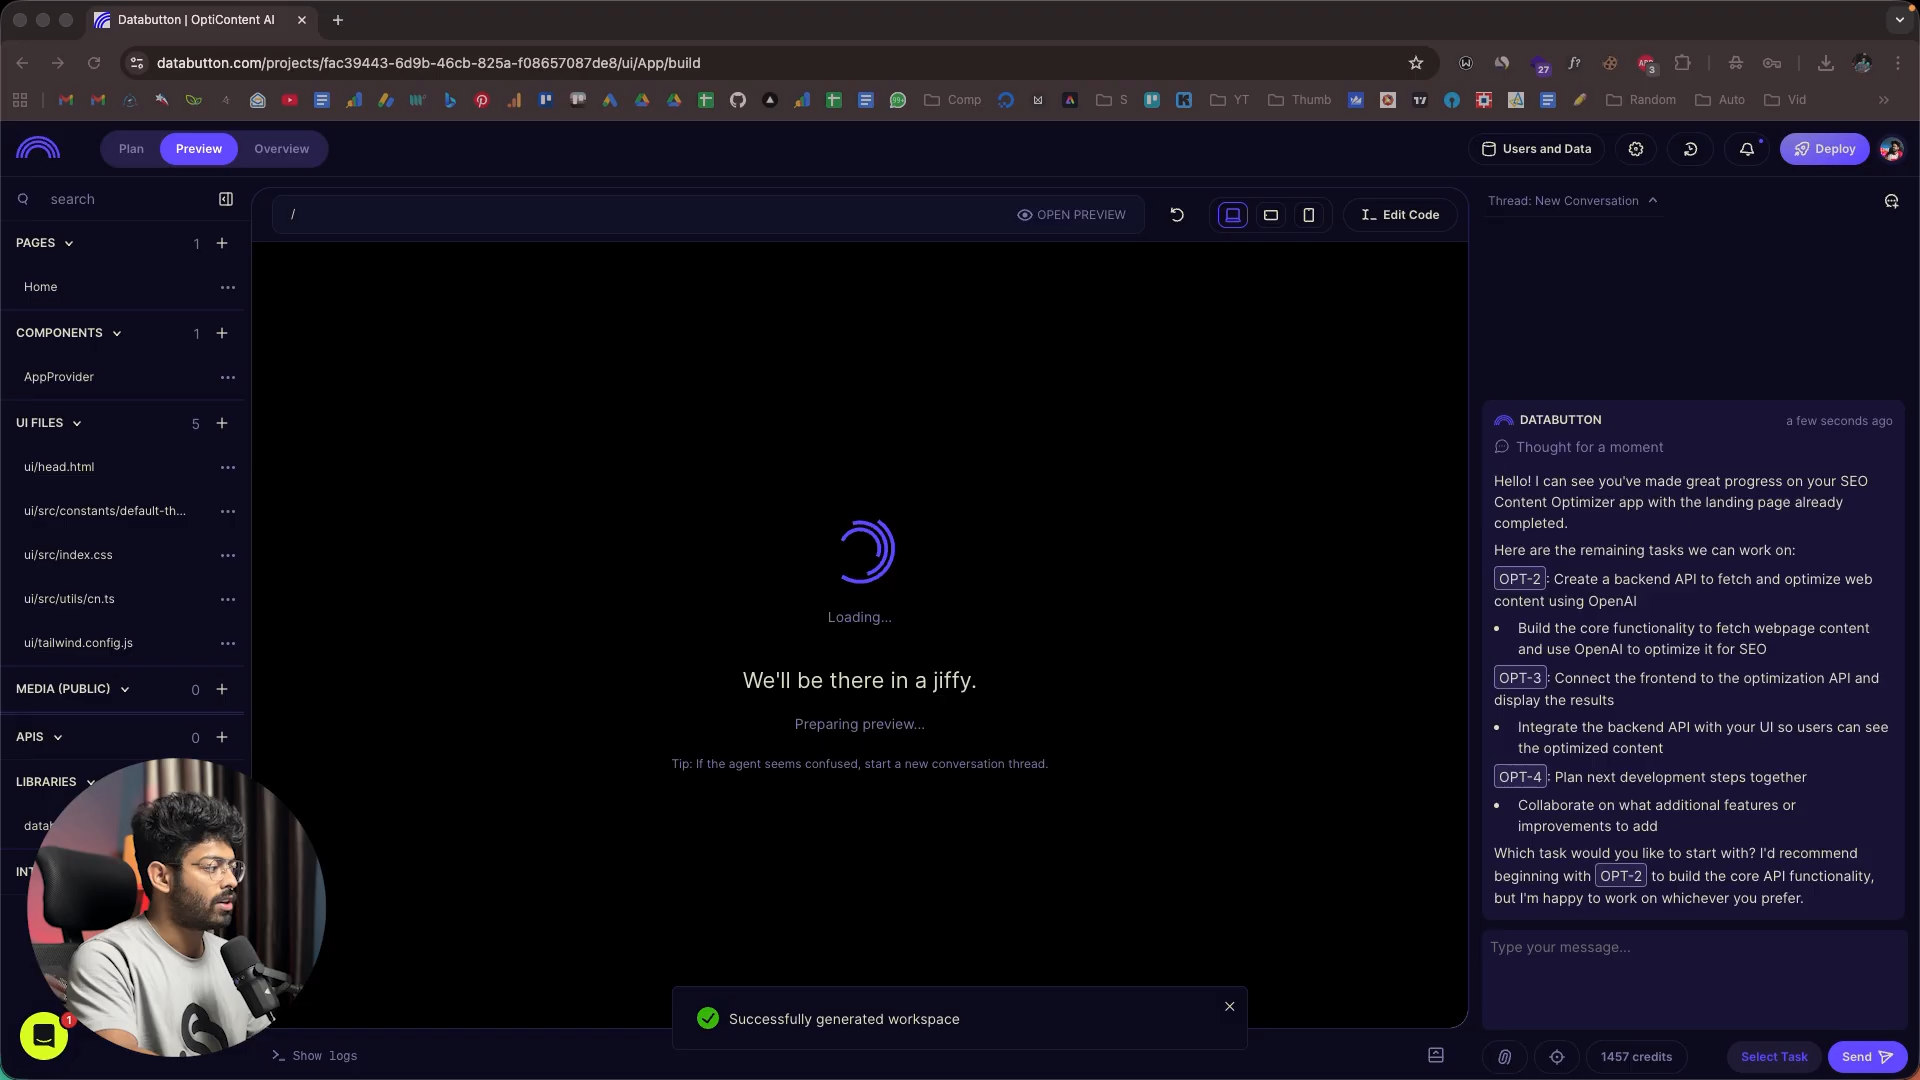 Databutton | OptiContent AI
databutton.com/projects/fac39443-6d9b-46cb-825a-f08657087de8/ui/App/build
27
3
Comp
S
YT
Thumb
Random
Auto
Vid
Plan
Preview
Overview
Users and Data
Deploy
search
/
OPEN PREVIEW
Edit Code
Thread: New Conversation
PAGES
1
Home
COMPONENTS
1
AppProvider
UI FILES
5
ui/head.html
ui/src/constants/default-th...
ui/src/index.css
ui/src/utils/cn.ts
ui/tailwind.config.js
MEDIA (PUBLIC)
0
APIS
0
LIBRARIES
Loading...
We'll be there in a jiffy.
Preparing preview...
Tip: If the agent seems confused, start a new conversation thread.
Successfully generated workspace
Show logs
1
DATABUTTON
a few seconds ago
Thought for a moment
Hello! I can see you've made great progress on your SEO
Content Optimizer app with the landing page already
completed.
Here are the remaining tasks we can work on:
OPT-2: Create a backend API to fetch and optimize web
content using OpenAI
• Build the core functionality to fetch webpage content
and use OpenAI to optimize it for SEO
OPT-3: Connect the frontend to the optimization API and
display the results
• Integrate the backend API with your UI so users can see
the optimized content
OPT-4: Plan next development steps together
• Collaborate on what additional features or
improvements to add
Which task would you like to start with? I'd recommend
beginning with OPT-2 to build the core API functionality,
but I'm happy to work on whichever you prefer.
Type your message...
1457 credits
Select Task
Send